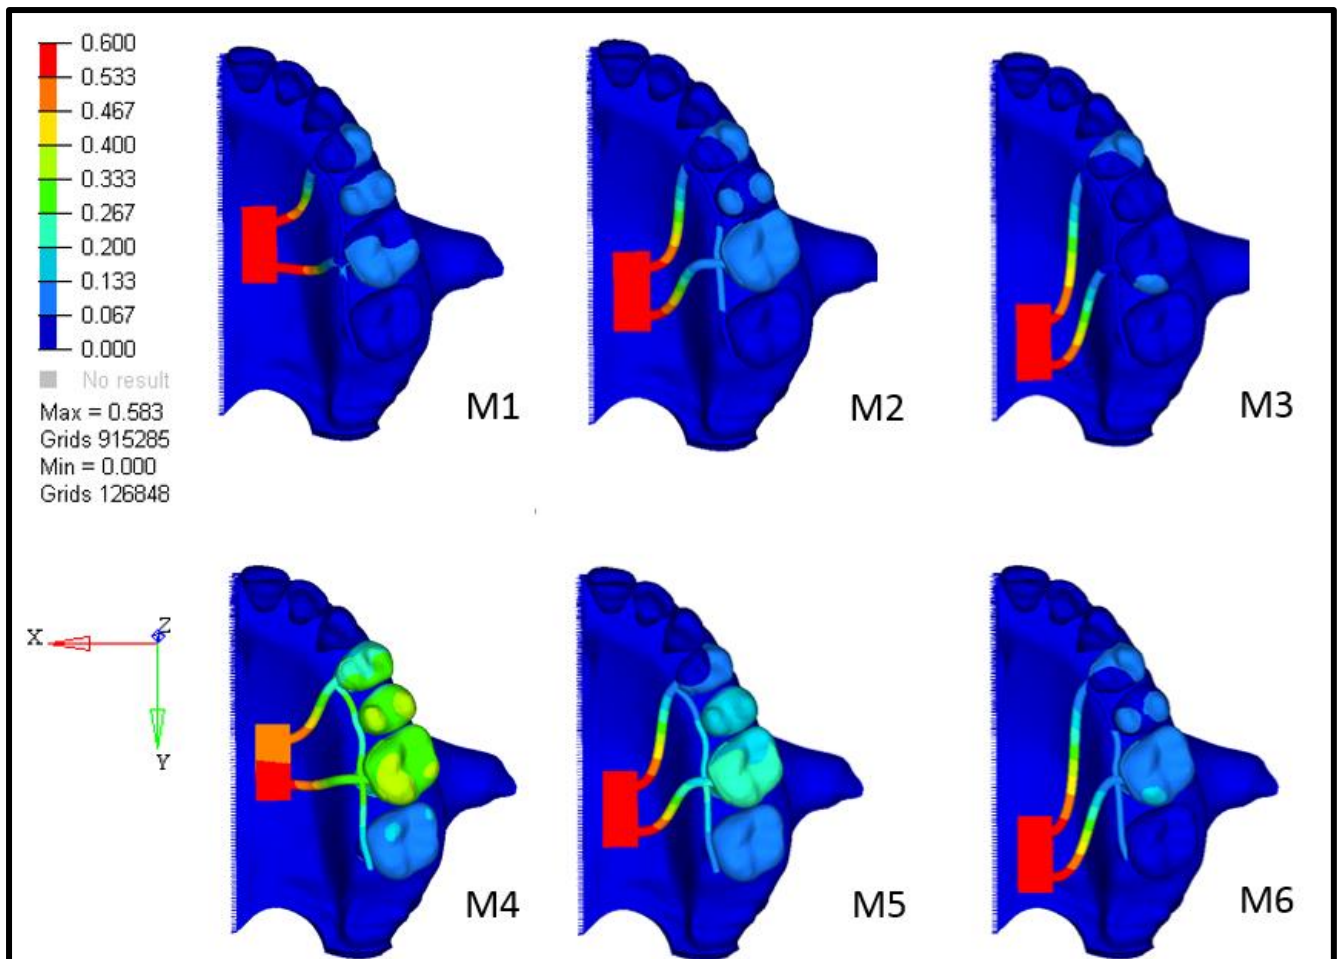 0.600
0.533
0.467
0.400
0.333
0.267
0.200
0.133
0.067
0.000
No result
Max = 0.583
Grids 915285
Min = 0.000
Grids 126848
M1
M2
M3
X
Z
Y
M4
M5
M6